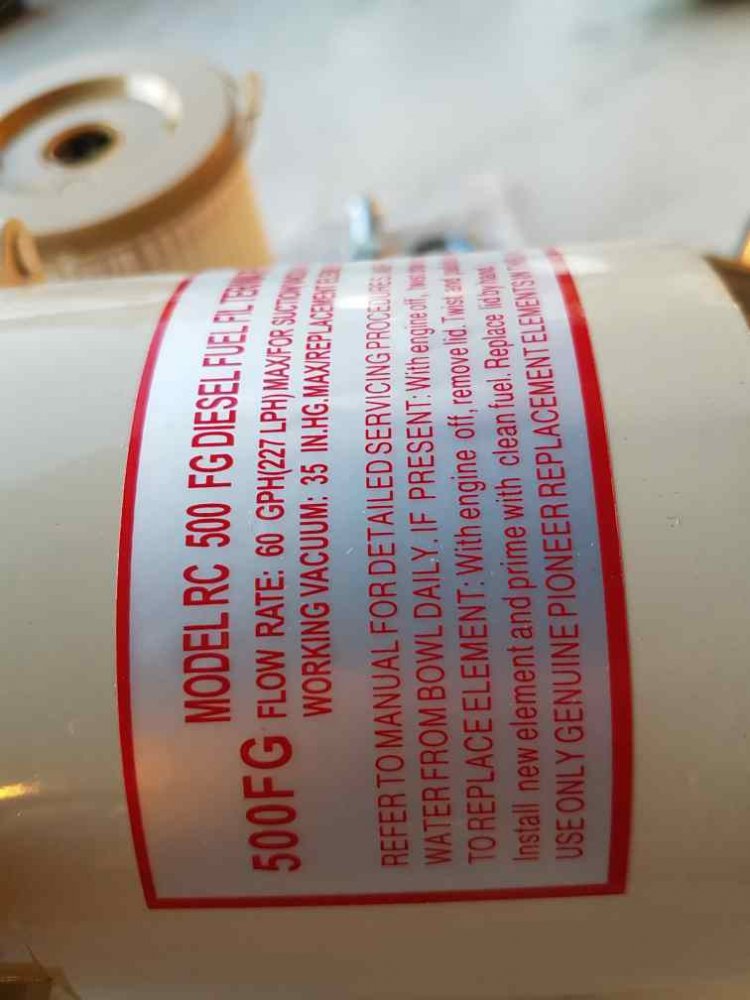 MODEL RC 500 FG DIESEL FUEL FILTER
500FG
FLOW RATE: 60 GPH(227 LPH) MAX/FOR SUCTION
WORKING VACUUM: 35 IN.HG.MAX/REPLACEMENT
REFER TO MANUAL FOR DETAILED SERVICING PROCEDURES
WATER FROM BOWL DAILY. IF PRESENT: With engine off,
TO REPLACE ELEMENT: With engine off, remove lid. Twist and
Install new element and prime with clean fuel. Replace lid by hand
USE ONLY GENUINE PIONEER REPLACEMENT ELEMENTS IN